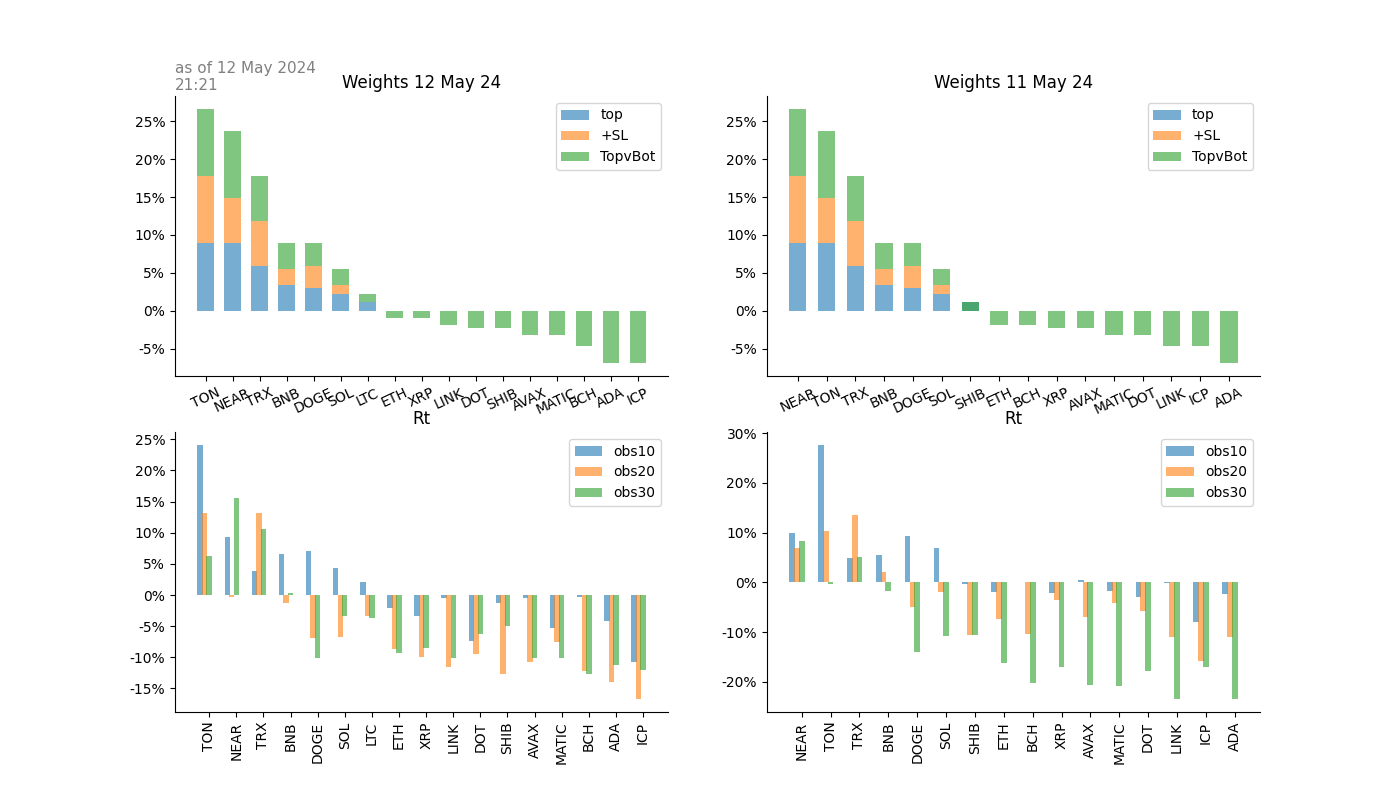 as of 12 May 2024
21:21
Weights 12 May 24
25%
20%
15%
10%
5%
0%
-5%
top
+SL
TopvBot
TON NEAR TRX BNB DOGE SOL LTC ETH XRP LINK DOT SHIB AVAX MATIC BCH ADA ICP
Weights 11 May 24
25%
20%
15%
10%
5%
0%
-5%
top
+SL
TopvBot
NEAR TON TRX BNB DOGE SOL SHIB ETH BCH XRP AVAX MATIC DOT LINK ICP ADA
Rt
25%
20%
15%
10%
5%
0%
-5%
-10%
-15%
obs10
obs20
obs30
TON NEAR TRX BNB DOGE SOL LTC ETH XRP LINK DOT SHIB AVAX MATIC BCH ADA ICP
Rt
30%
20%
10%
0%
-10%
-20%
obs10
obs20
obs30
NEAR TON TRX BNB DOGE SOL SHIB ETH BCH XRP AVAX MATIC DOT LINK ICP ADA